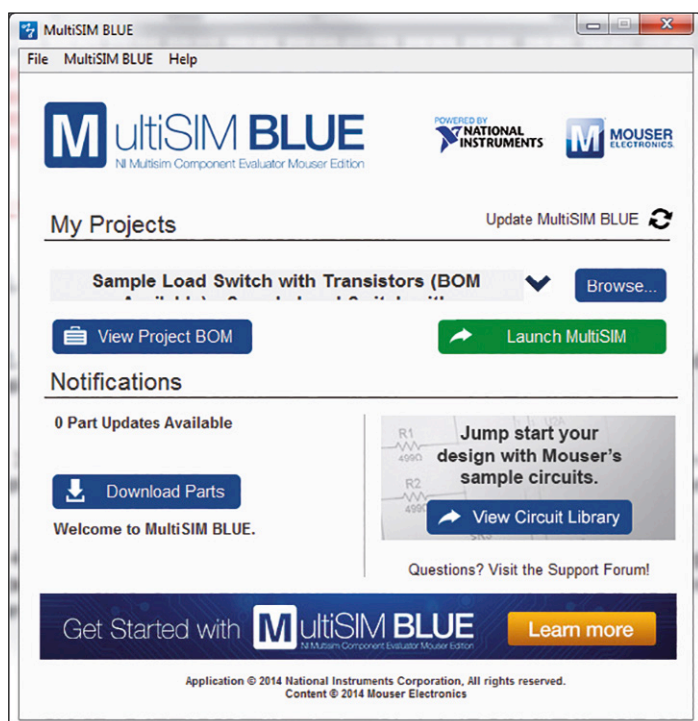 MultiSIM BLUE
File MultiSIM BLUE Help
MultiSIM BLUE
NI Multisim Component Evaluator Mouser Edition
POWERED BY
NATIONAL
INSTRUMENTS
M
MOUSER
ELECTRONICS
My Projects
Update MultiSIM BLUE
Sample Load Switch with Transistors (BOM
Browse...
View Project BOM
Launch MultiSIM
Notifications
0 Part Updates Available
Download Parts
Welcome to MultiSIM BLUE.
R1
499Ω
R2
Jump start your
design with Mouser's
sample circuits.
View Circuit Library
Questions? Visit the Support Forum!
Get Started with MultiSIM BLUE
NI Multisim Component Evaluator Mouser Edition
Learn more
Application © 2014 National Instruments Corporation, All rights reserved.
Content © 2014 Mouser Electronics